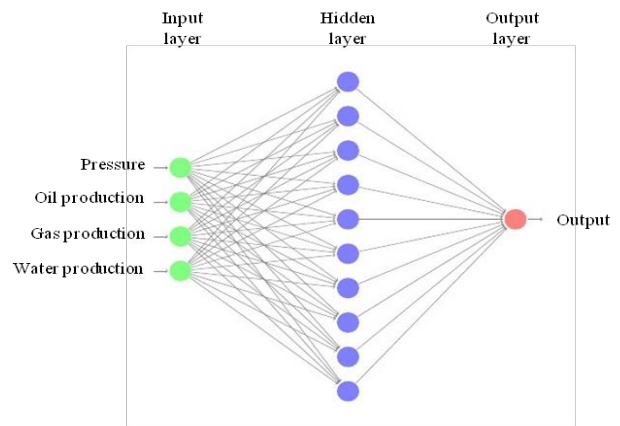 Input layer
Hidden layer
Output layer
Pressure
Oil production
Gas production
Water production
Output